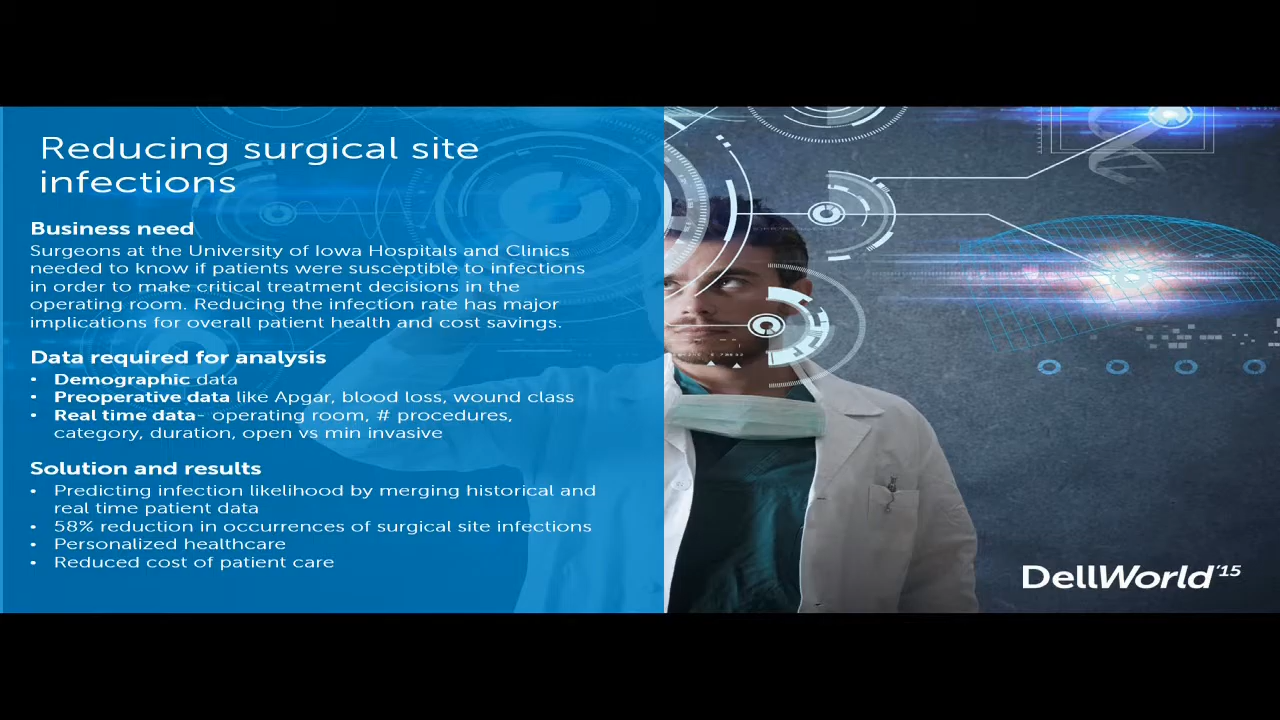 Reducing surgical site
infections
Business need
Surgeons at the University of Iowa Hospitals and Clinics
needed to know if patients were susceptible to infections
in order to make critical treatment decisions in the
operating room. Reducing the infection rate has major
implications for overall patient health and cost savings.
Data required for analysis
• Demographic data
• Preoperative data like Apgar, blood loss, wound class
• Real time data- operating room, # procedures,
category, duration, open vs min invasive
Solution and results
• Predicting infection likelihood by merging historical and
real time patient data
• 58% reduction in occurrences of surgical site infections
• Personalized healthcare
• Reduced cost of patient care
DellWorld'15